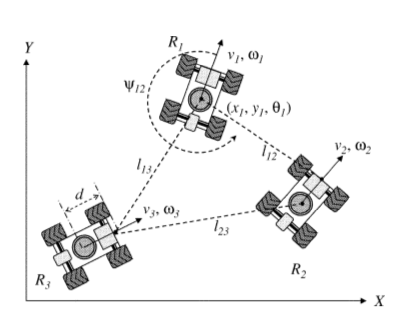 Y
R₁
v₁, ω₁
ψ₁₂
(x₁, y₁, θ₁)
l₁₂
v₂, ω₂
l₁₃
d
v₃, ω₃
l₂₃
R₂
R₃
X